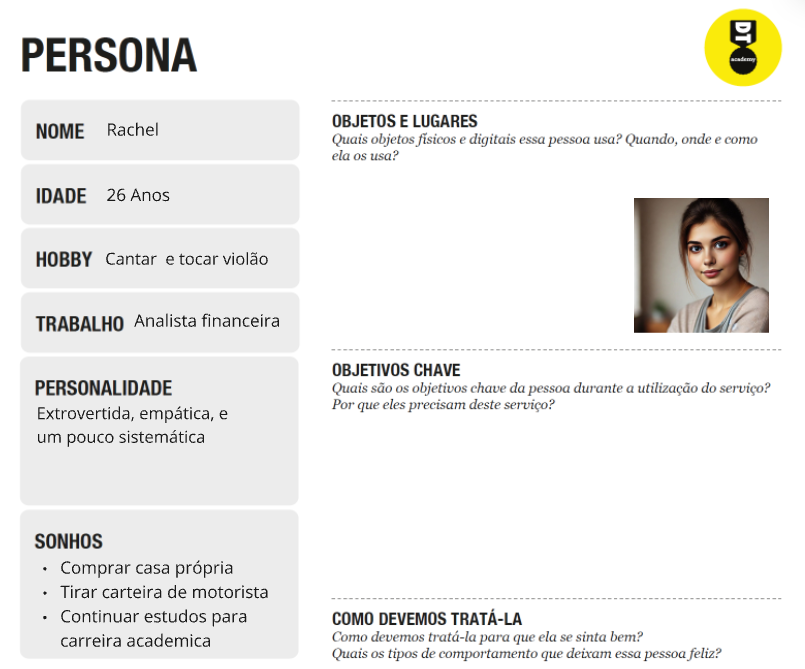 PERSONA
DT
academy
NOME Rachel
IDADE 26 Anos
HOBBY Cantar e tocar violão
TRABALHO Analista financeira
PERSONALIDADE
Extrovertida, empática, e
um pouco sistemática
SONHOS
• Comprar casa própria
• Tirar carteira de motorista
• Continuar estudos para
carreira academica
OBJETOS E LUGARES
Quais objetos físicos e digitais essa pessoa usa? Quando, onde e como
ela os usa?
OBJETIVOS CHAVE
Quais são os objetivos chave da pessoa durante a utilização do serviço?
Por que eles precisam deste serviço?
COMO DEVEMOS TRATÁ-LA
Como devemos tratá-la para que ela se sinta bem?
Quais os tipos de comportamento que deixam essa pessoa feliz?